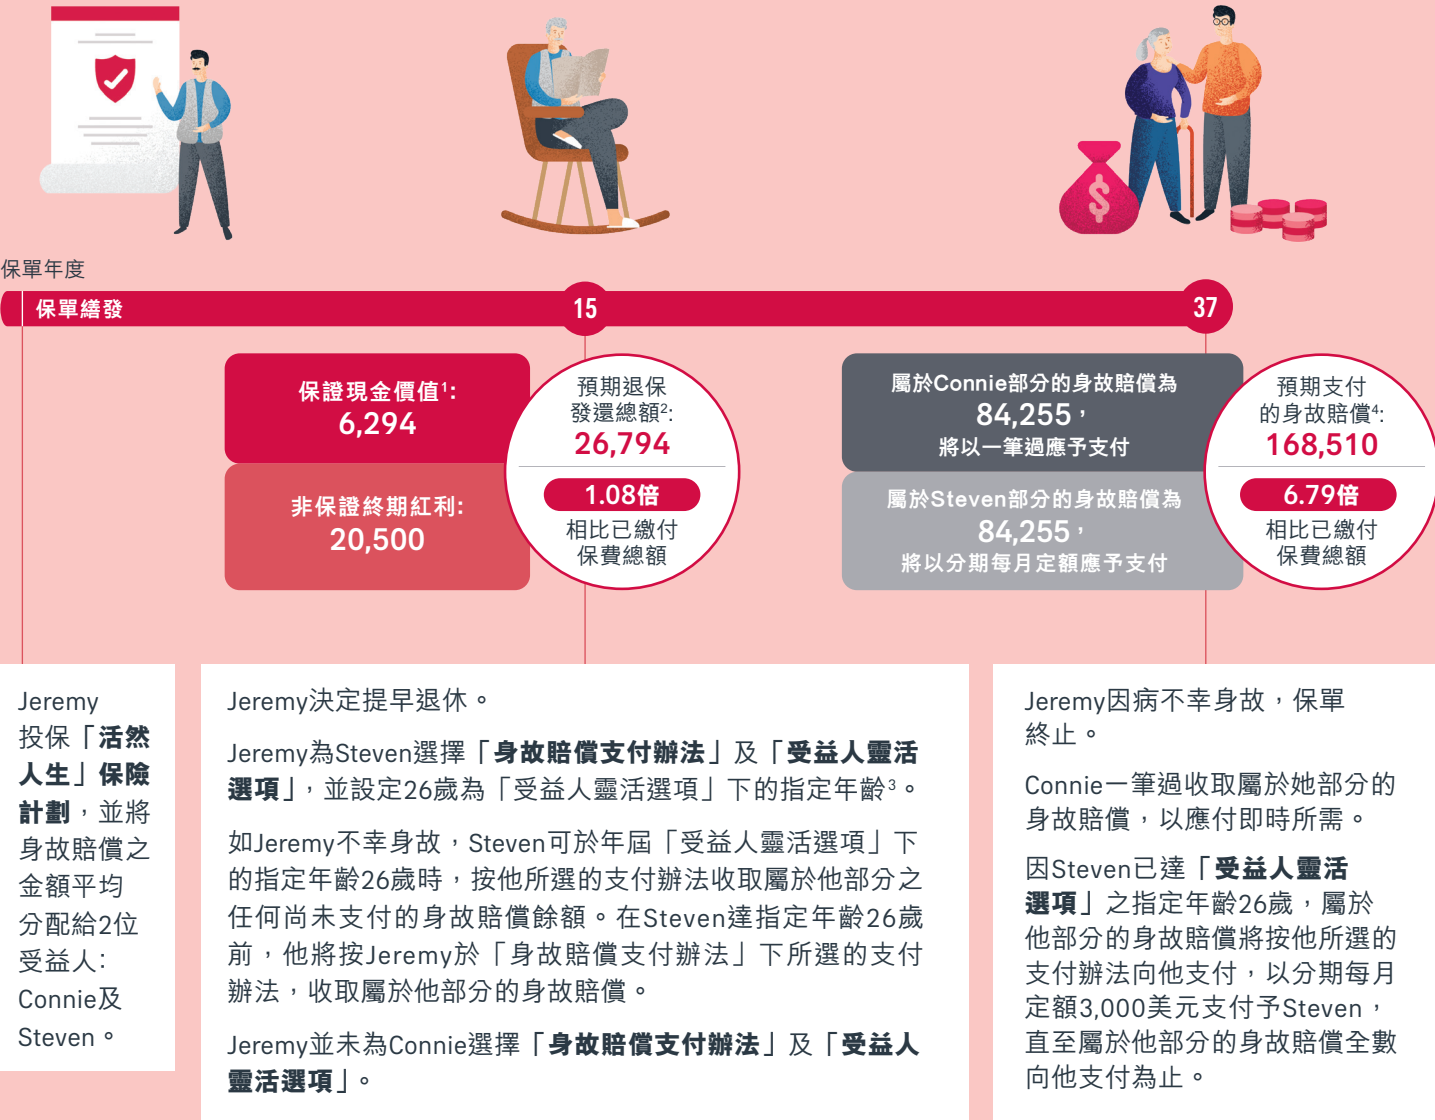 保單年度
保單繕發
15
37
保證現金價值¹:
6,294
非保證終期紅利:
20,500
預期退保
發還總額²:
26,794
1.08倍
相比已繳付
保費總額
屬於Connie部分的身故賠償為
84,255，
將以一筆過應予支付
屬於Steven部分的身故賠償為
84,255，
將以分期每月定額應予支付
預期支付
的身故賠償⁴:
168,510
6.79倍
相比已繳付
保費總額
Jeremy
投保「活然
人生」保險
計劃，並將
身故賠償之
金額平均
分配給2位
受益人：
Connie及
Steven。
Jeremy決定提早退休。
Jeremy為Steven選擇「身故賠償支付辦法」及「受益人靈活
選項」，並設定26歲為「受益人靈活選項」下的指定年齡³。
如Jeremy不幸身故，Steven可於年屆「受益人靈活選項」下
的指定年齡26歲時，按他所選的支付辦法收取屬於他部分之
任何尚未支付的身故賠償餘額。在Steven達指定年齡26歲
前，他將按Jeremy於「身故賠償支付辦法」下所選的支付
辦法，收取屬於他部分的身故賠償。
Jeremy並未為Connie選擇「身故賠償支付辦法」及「受益人
靈活選項」。
Jeremy因病不幸身故，保單
終止。
Connie一筆過收取屬於她部分的
身故賠償，以應付即時所需。
因Steven已達「受益人靈活
選項」之指定年齡26歲，屬於
他部分的身故賠償將按他所選的
支付辦法向他支付，以分期每月
定額3,000美元支付予Steven，
直至屬於他部分的身故賠償全數
向他支付為止。
$